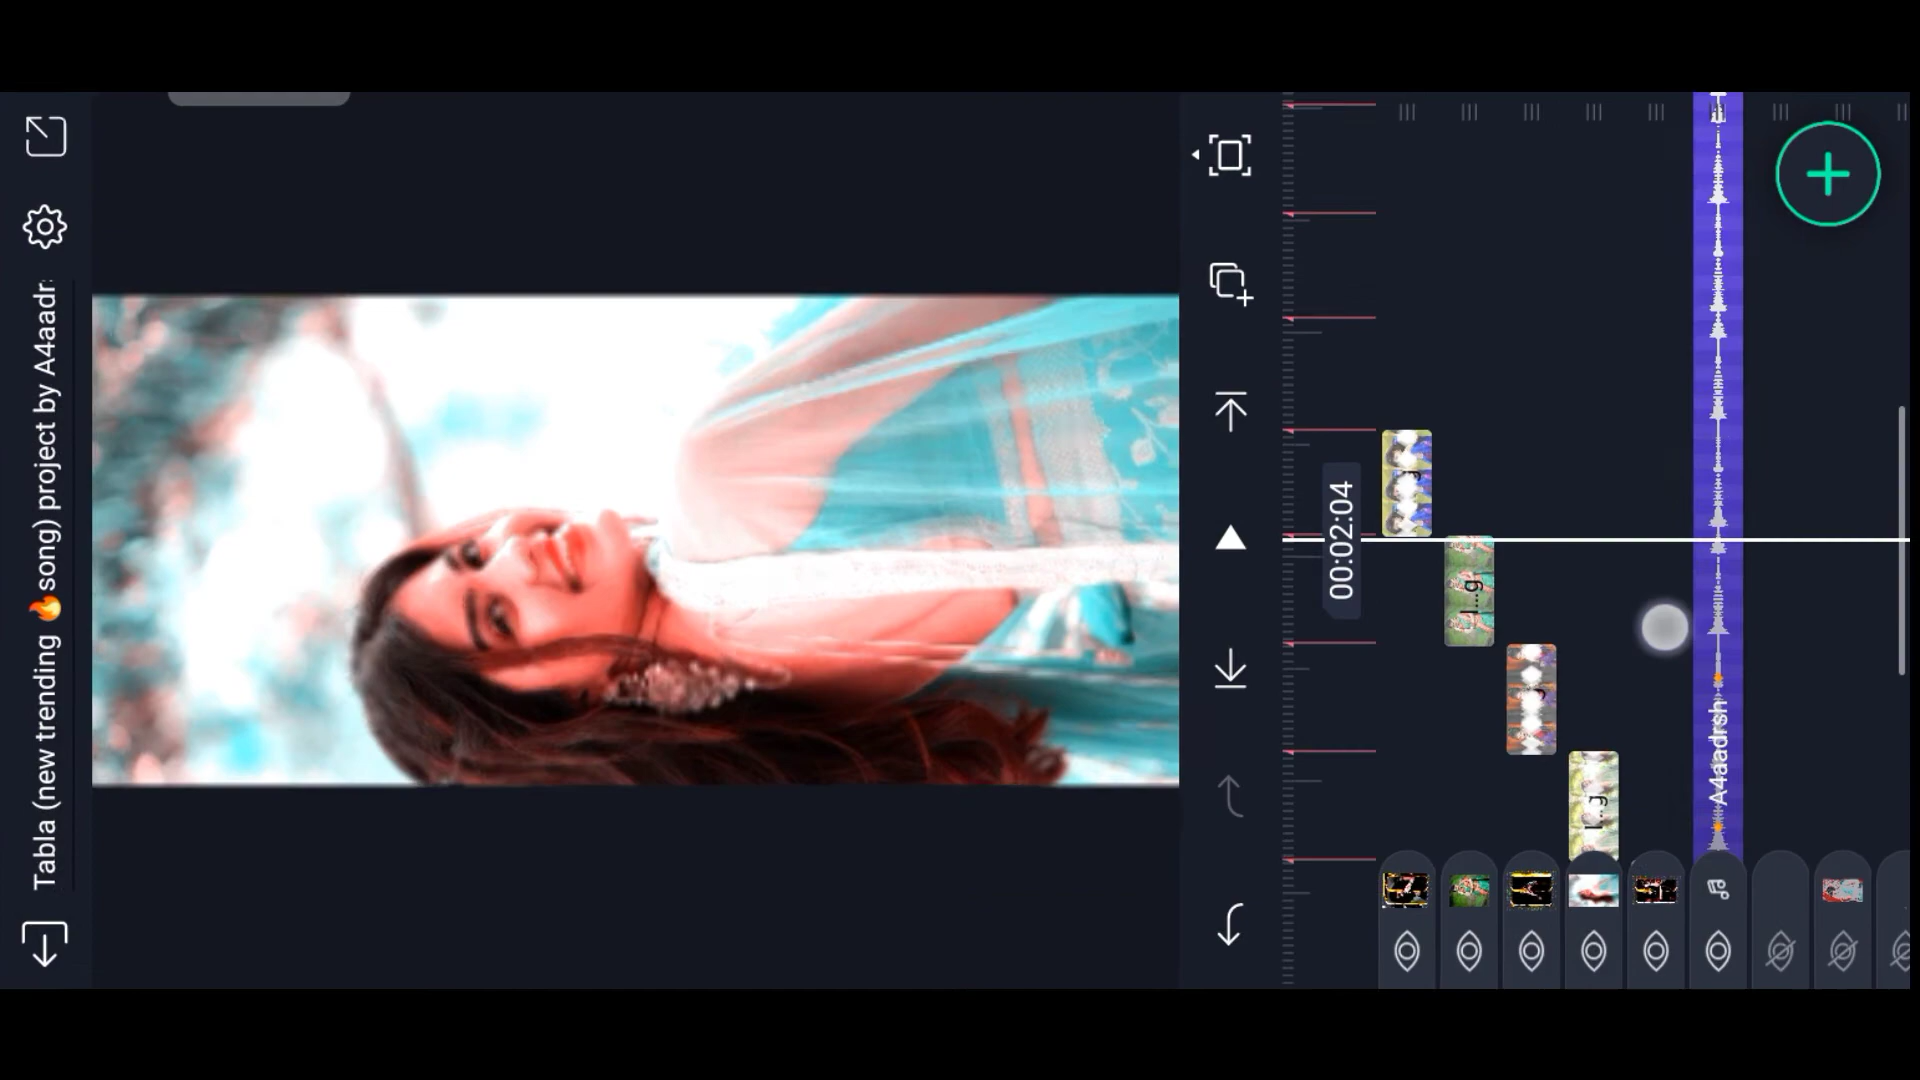 Tabla (new trending 🔥song) project by A4aadr
00:02:04
I...g
I...g
A4aadrsh